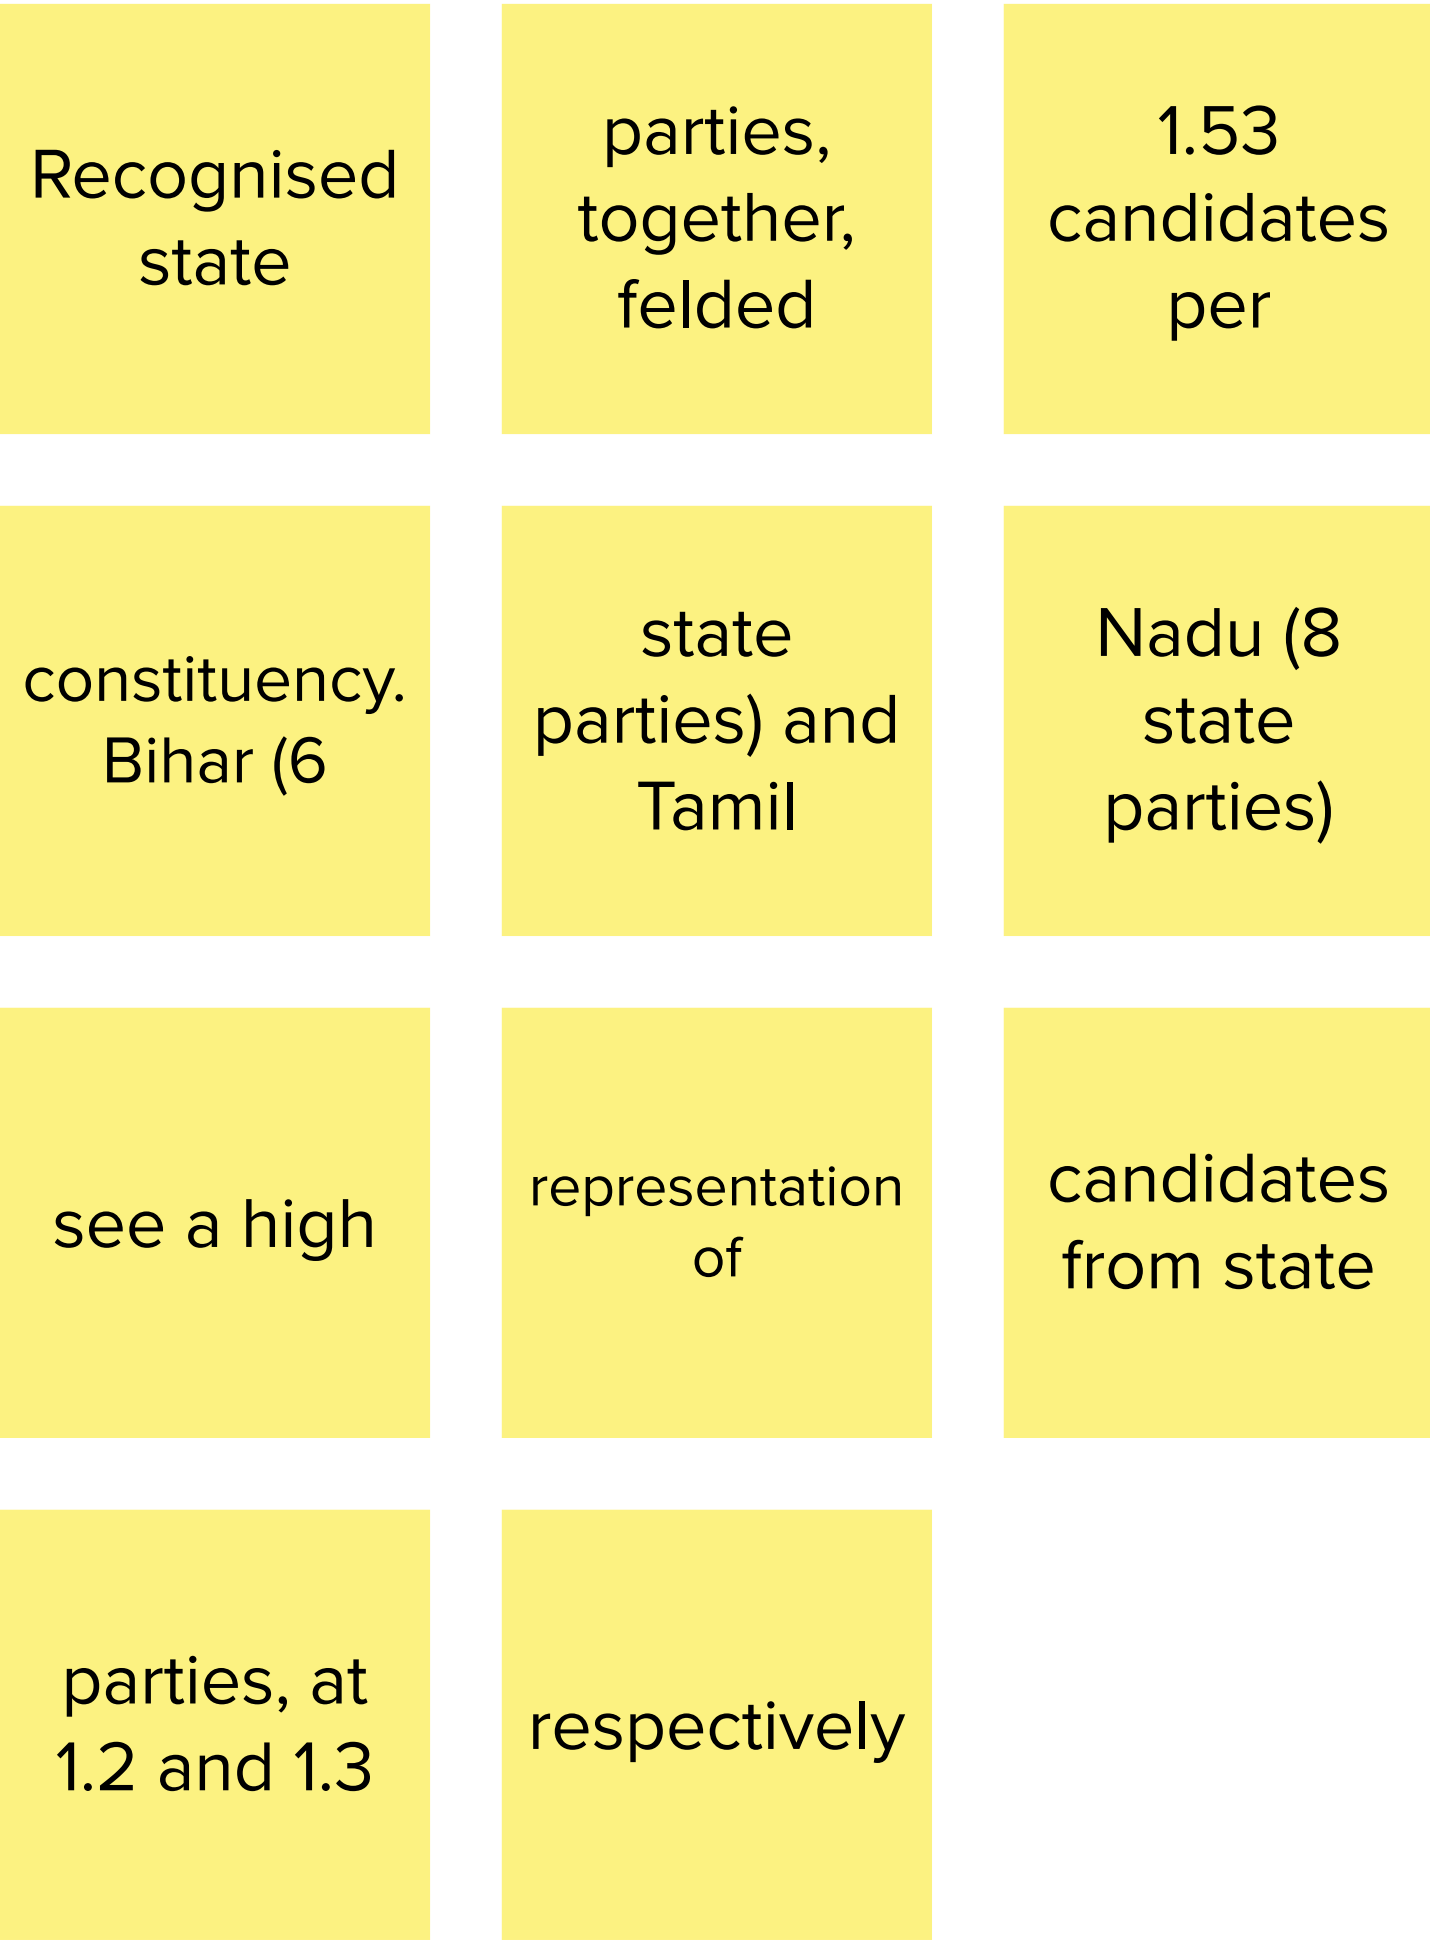 Recognised
state
parties,
together,
felded
1.53
candidates
per
constituency.
Bihar (6
state
parties) and
Tamil
Nadu (8
state
parties)
see a high
representation
of
candidates
from state
parties, at
1.2 and 1.3
respectively